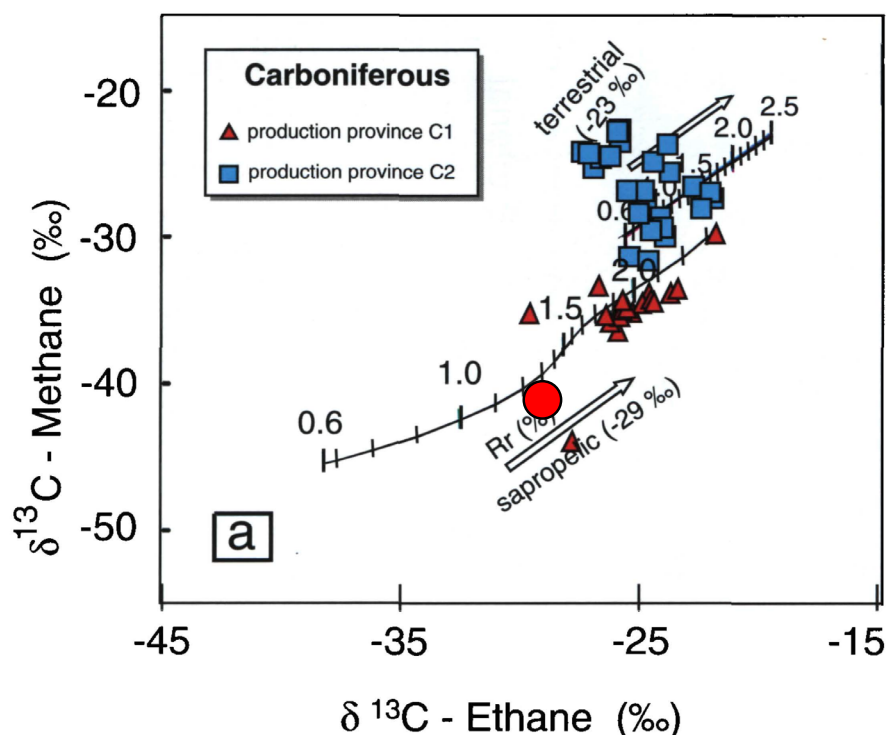 Carboniferous
production province C1
production province C2
terrestrial
(-23 ‰)
2.5
2.0
1.5
0.6
2.0
1.5
1.0
0.6
Rr (%)
sapropelic (-29 ‰)
a
-20
-30
-40
-50
δ13C - Methane (‰)
-45
-35
-25
-15
δ 13C - Ethane (‰)